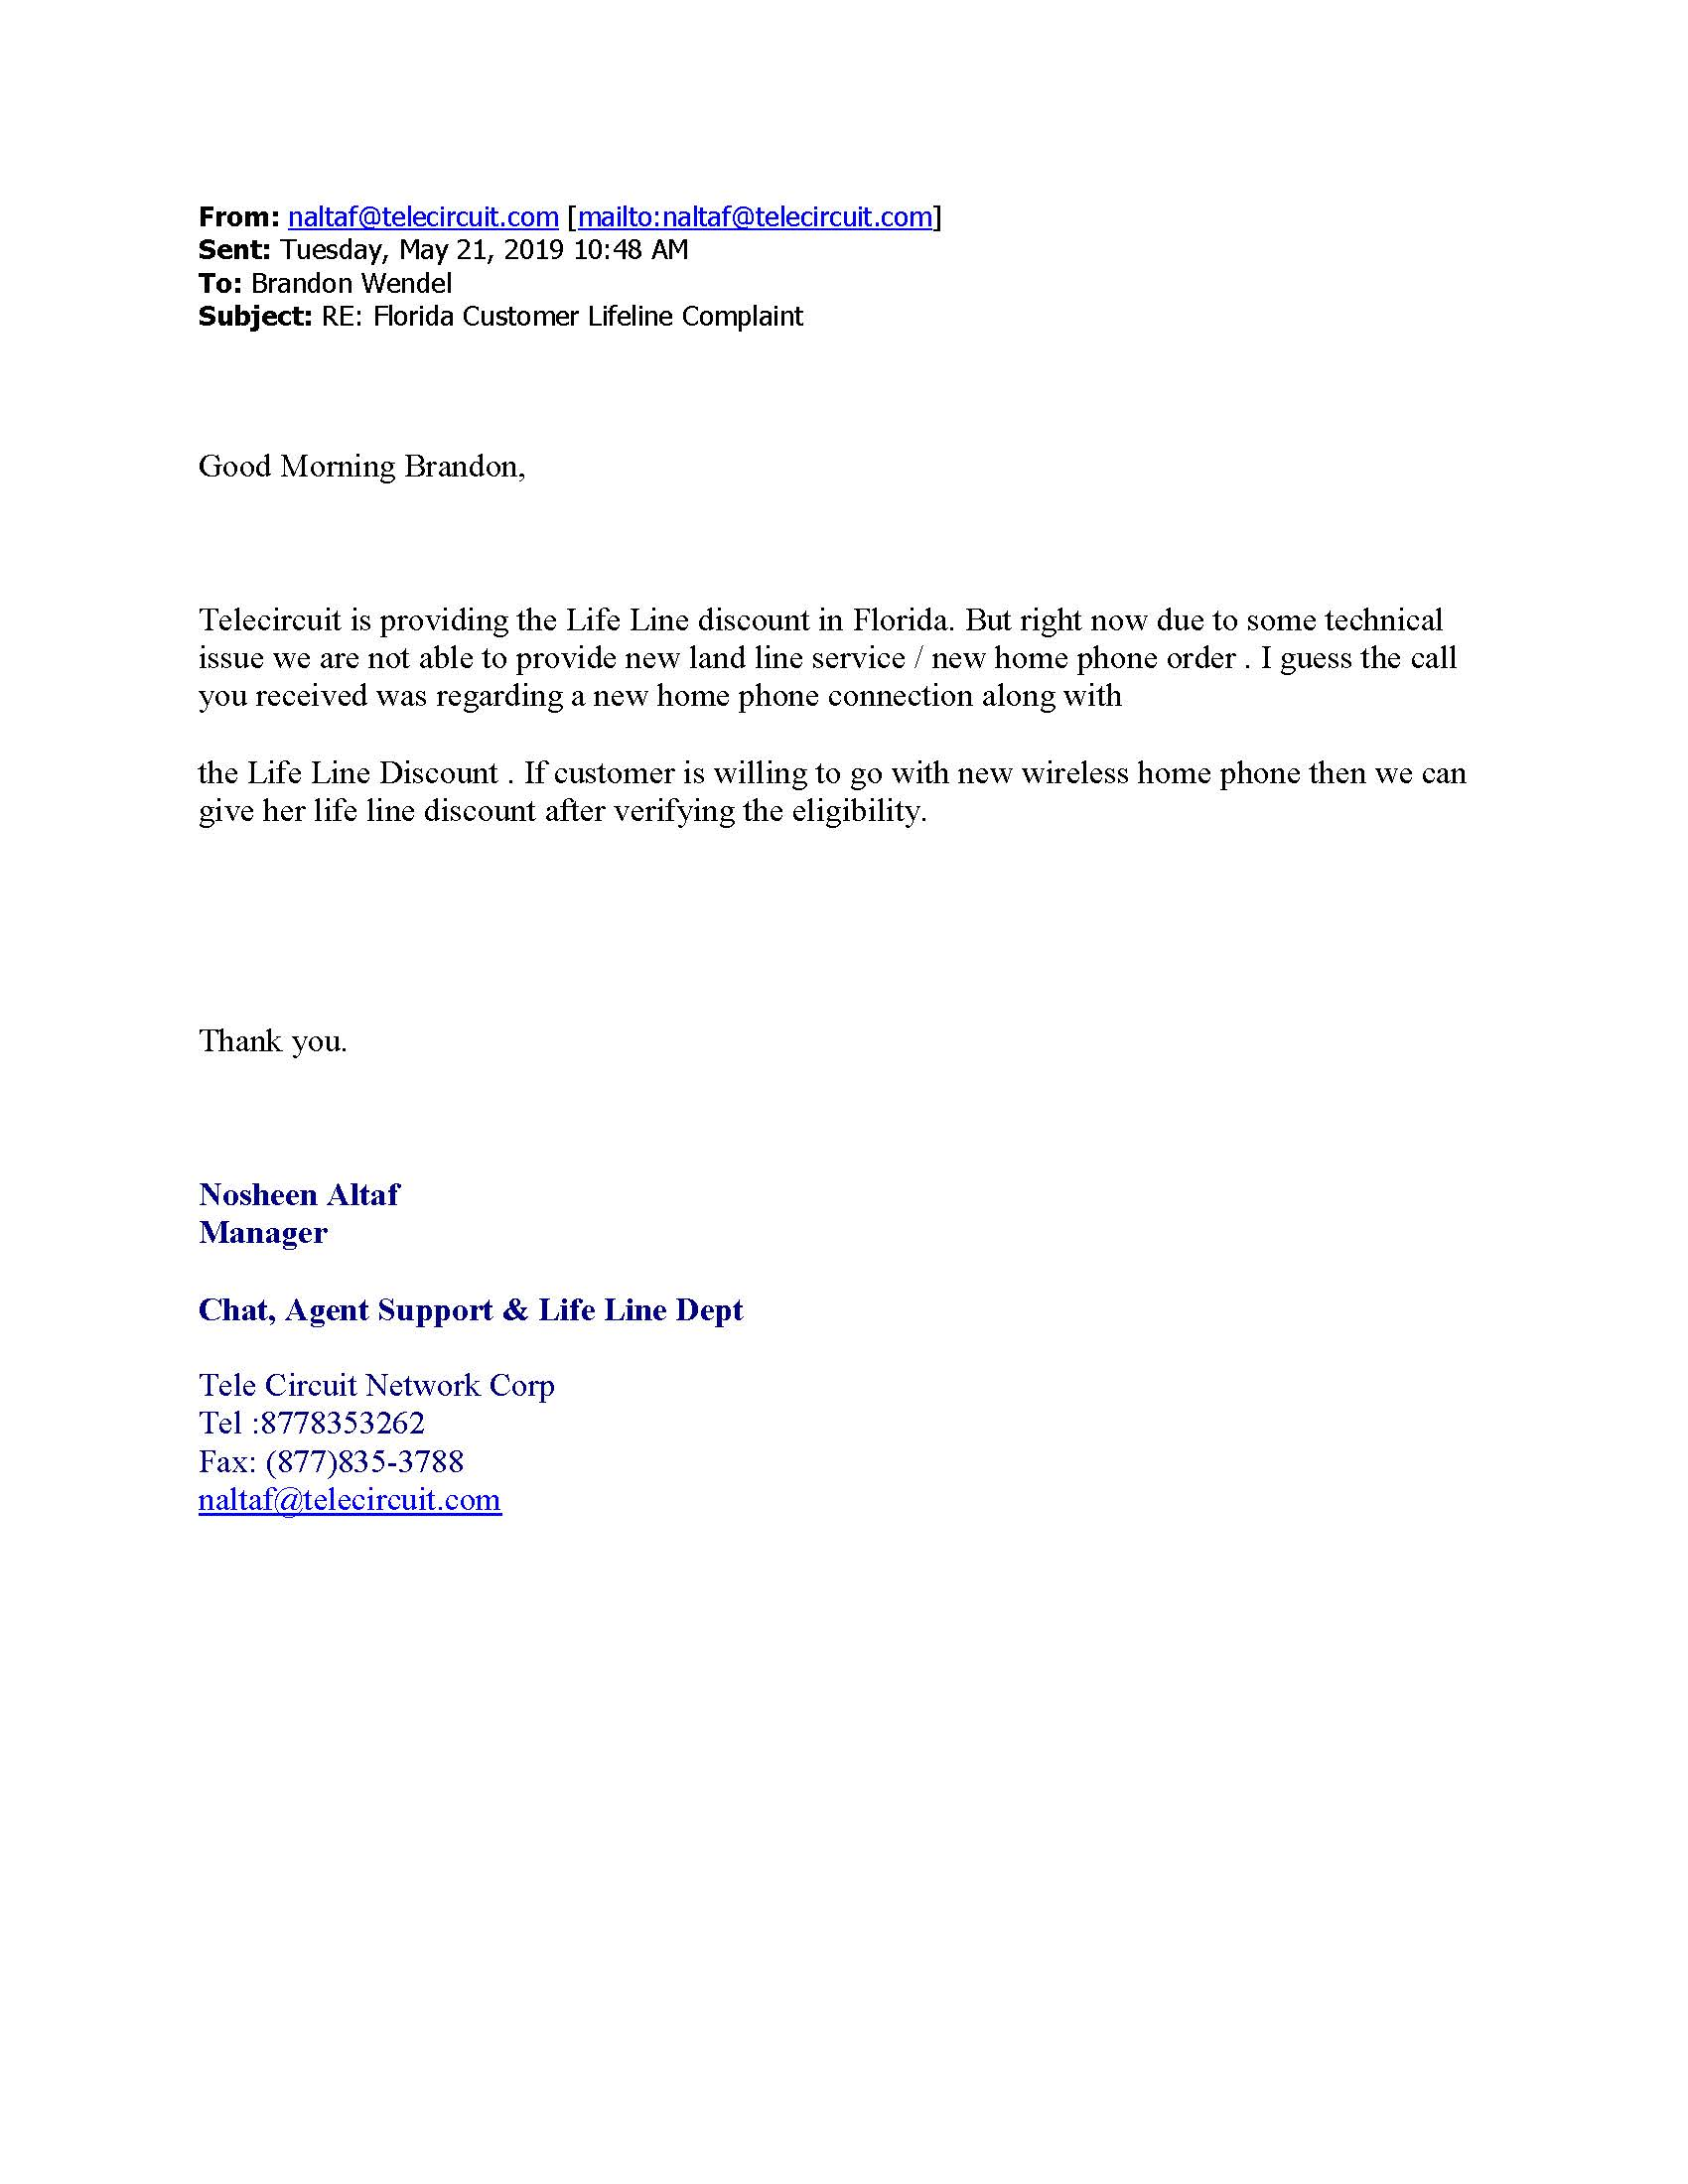 From: naltaf@telecircuit.com [mailto:naltaf@telecircuit.com]
Sent: Tuesday, May 21, 2019 10:48 AM
To: Brandon Wendel
Subject: RE: Florida Customer Lifeline Complaint
Good Morning Brandon,
Telecircuit is providing the Life Line discount in Florida. But right now due to some technical
issue we are not able to provide new land line service / new home phone order . I guess the call
you received was regarding a new home phone connection along with
the Life Line Discount . If customer is willing to go with new wireless home phone then we can
give her life line discount after verifying the eligibility.
Thank you.
Nosheen Altaf
Manager
Chat, Agent Support & Life Line Dept
Tele Circuit Network Corp
Tel :8778353262
Fax: (877)835-3788
naltaf@telecircuit.com